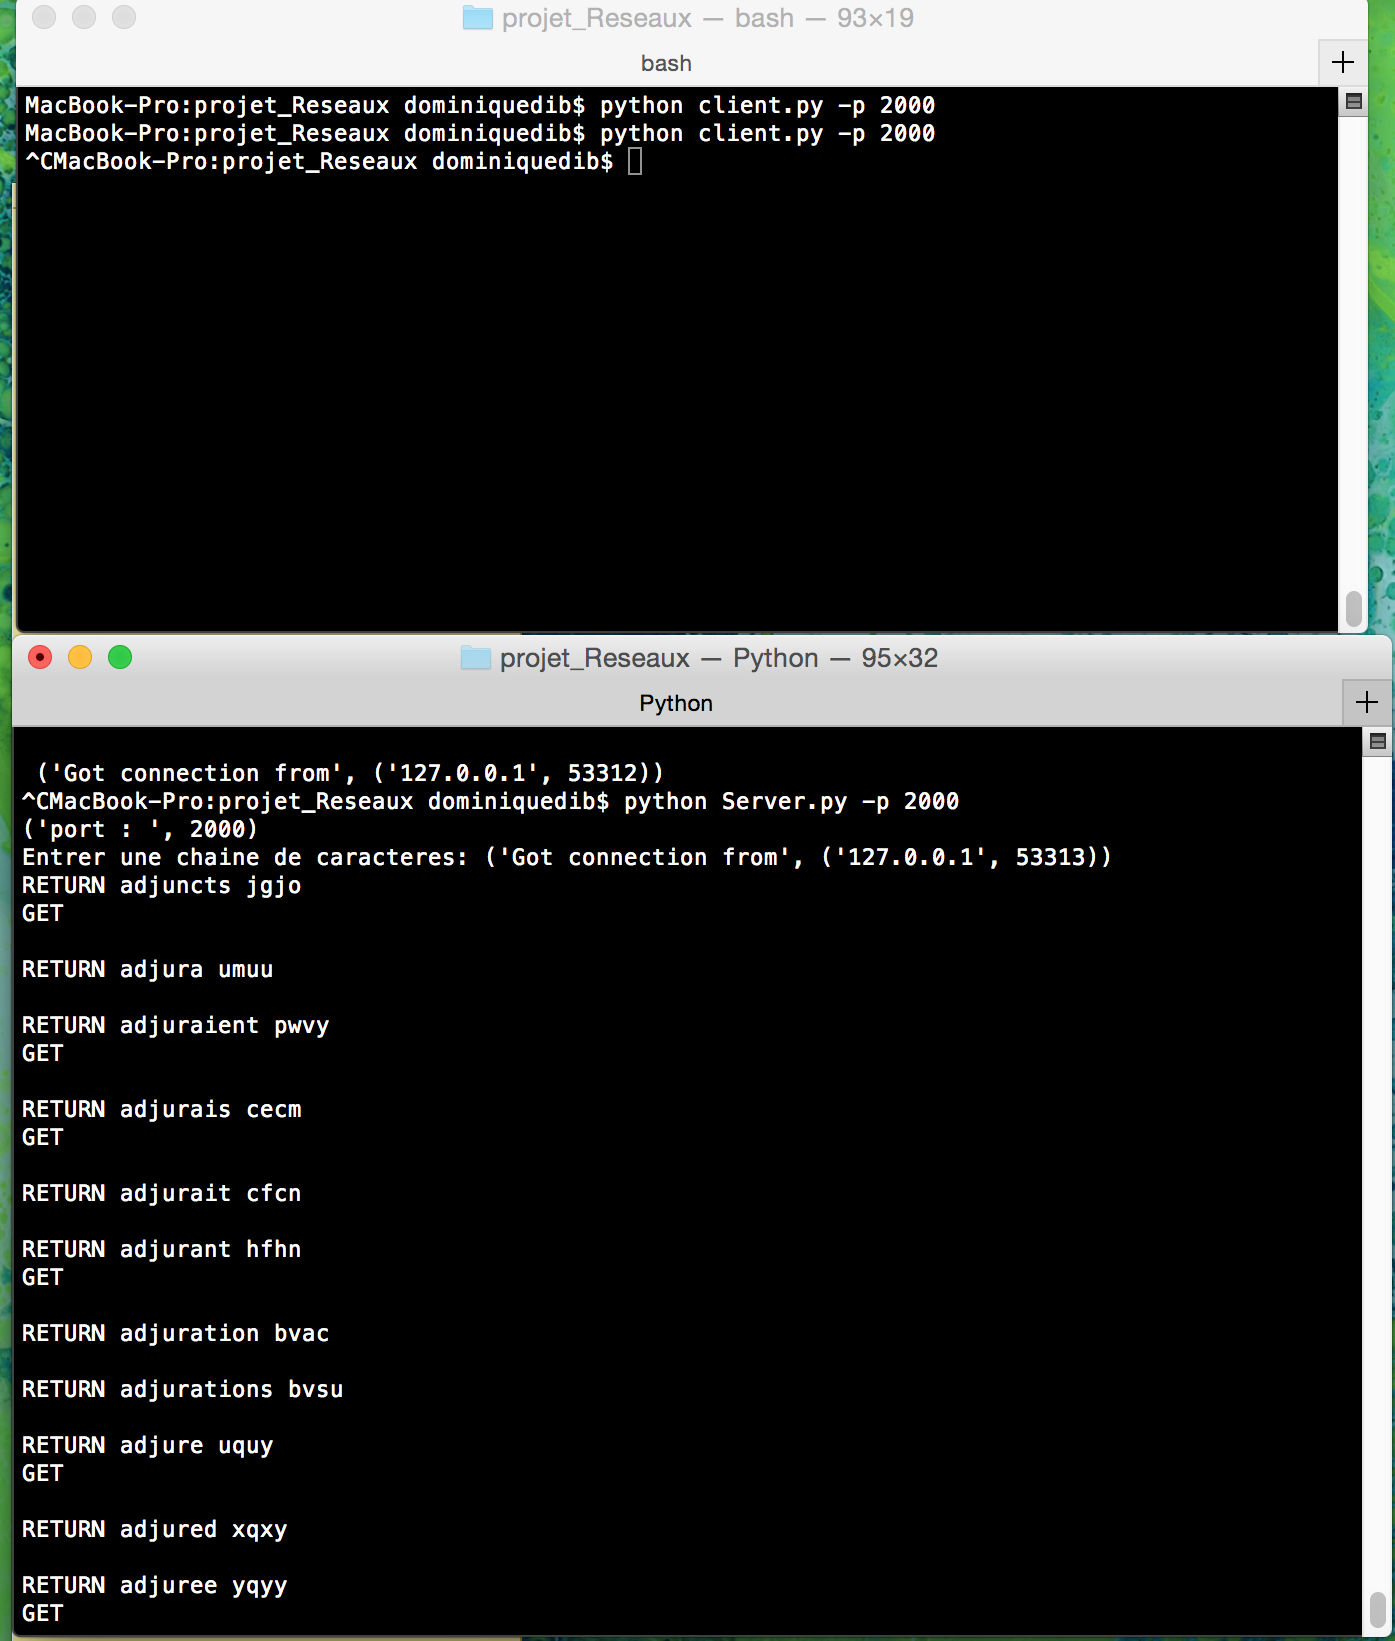 projet_Reseaux — bash — 93×19
bash
MacBook-Pro:projet_Reseaux dominiquedib$ python client.py -p 2000
MacBook-Pro:projet_Reseaux dominiquedib$ python client.py -p 2000
^CMacBook-Pro:projet_Reseaux dominiquedib$
projet_Reseaux — Python — 95×32
Python
('Got connection from', ('127.0.0.1', 53312))
^CMacBook-Pro:projet_Reseaux dominiquedib$ python Server.py -p 2000
('port : ', 2000)
Entrer une chaine de caracteres: ('Got connection from', ('127.0.0.1', 53313))
RETURN adjuncts jgjo
GET
RETURN adjura umuu
RETURN adjuraient pwvy
GET
RETURN adjurais cecm
GET
RETURN adjurait cfcn
RETURN adjurant hfhn
GET
RETURN adjuration bvac
RETURN adjurations bvsu
RETURN adjure uquy
GET
RETURN adjured xqxy
RETURN adjuree yqyy
GET